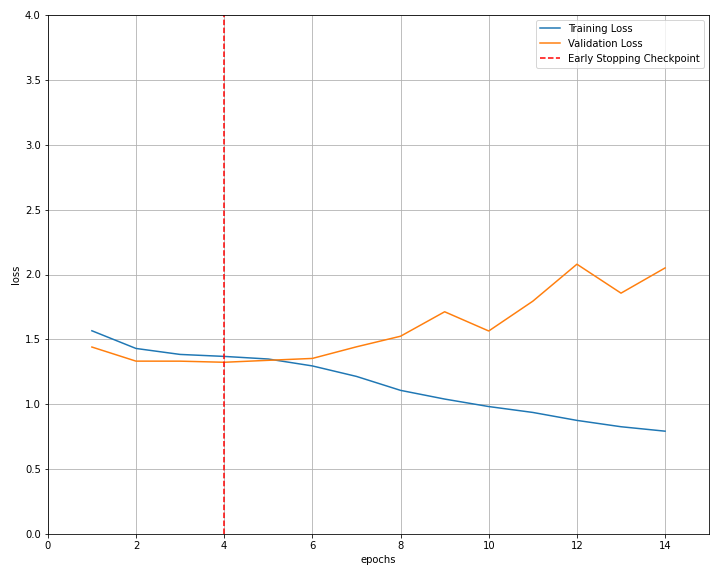 4.0
3.5
3.0
2.5
2.0
1.5
1.0
0.5
0.0
loss
Training Loss
Validation Loss
Early Stopping Checkpoint
0 2 4 6 8 10 12 14
epochs